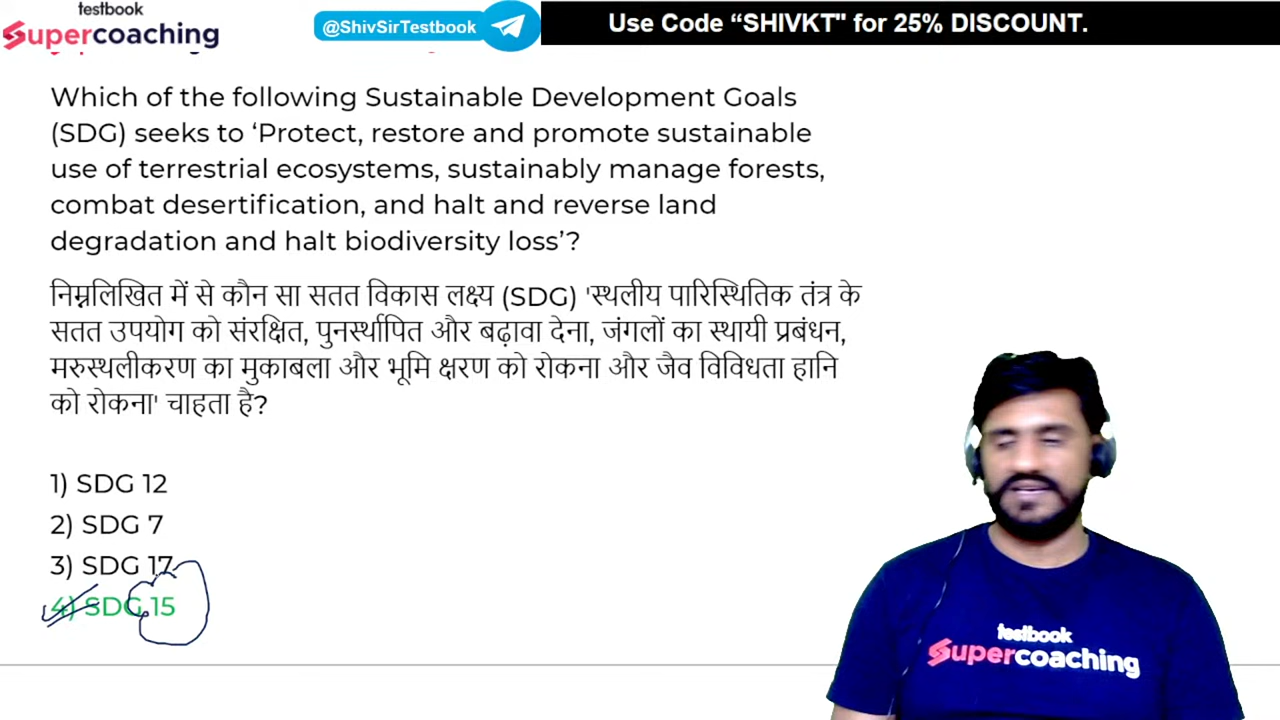 testbook
Supercoaching
@ShivSirTestbook
Use Code “SHIVKT" for 25% DISCOUNT.
Which of the following Sustainable Development Goals
(SDG) seeks to ‘Protect, restore and promote sustainable
use of terrestrial ecosystems, sustainably manage forests,
combat desertification, and halt and reverse land
degradation and halt biodiversity loss’?
निम्नलिखित में से कौन सा सतत विकास लक्ष्य (SDG) 'स्थलीय पारिस्थितिक तंत्र के
सतत उपयोग को संरक्षित, पुनर्स्थापित और बढ़ावा देना, जंगलों का स्थायी प्रबंधन,
मरुस्थलीकरण का मुकाबला और भूमि क्षरण को रोकना और जैव विविधता हानि
को रोकना' चाहता है?
1) SDG 12
2) SDG 7
3) SDG 17
4) SDG 15
testbook
Supercoaching